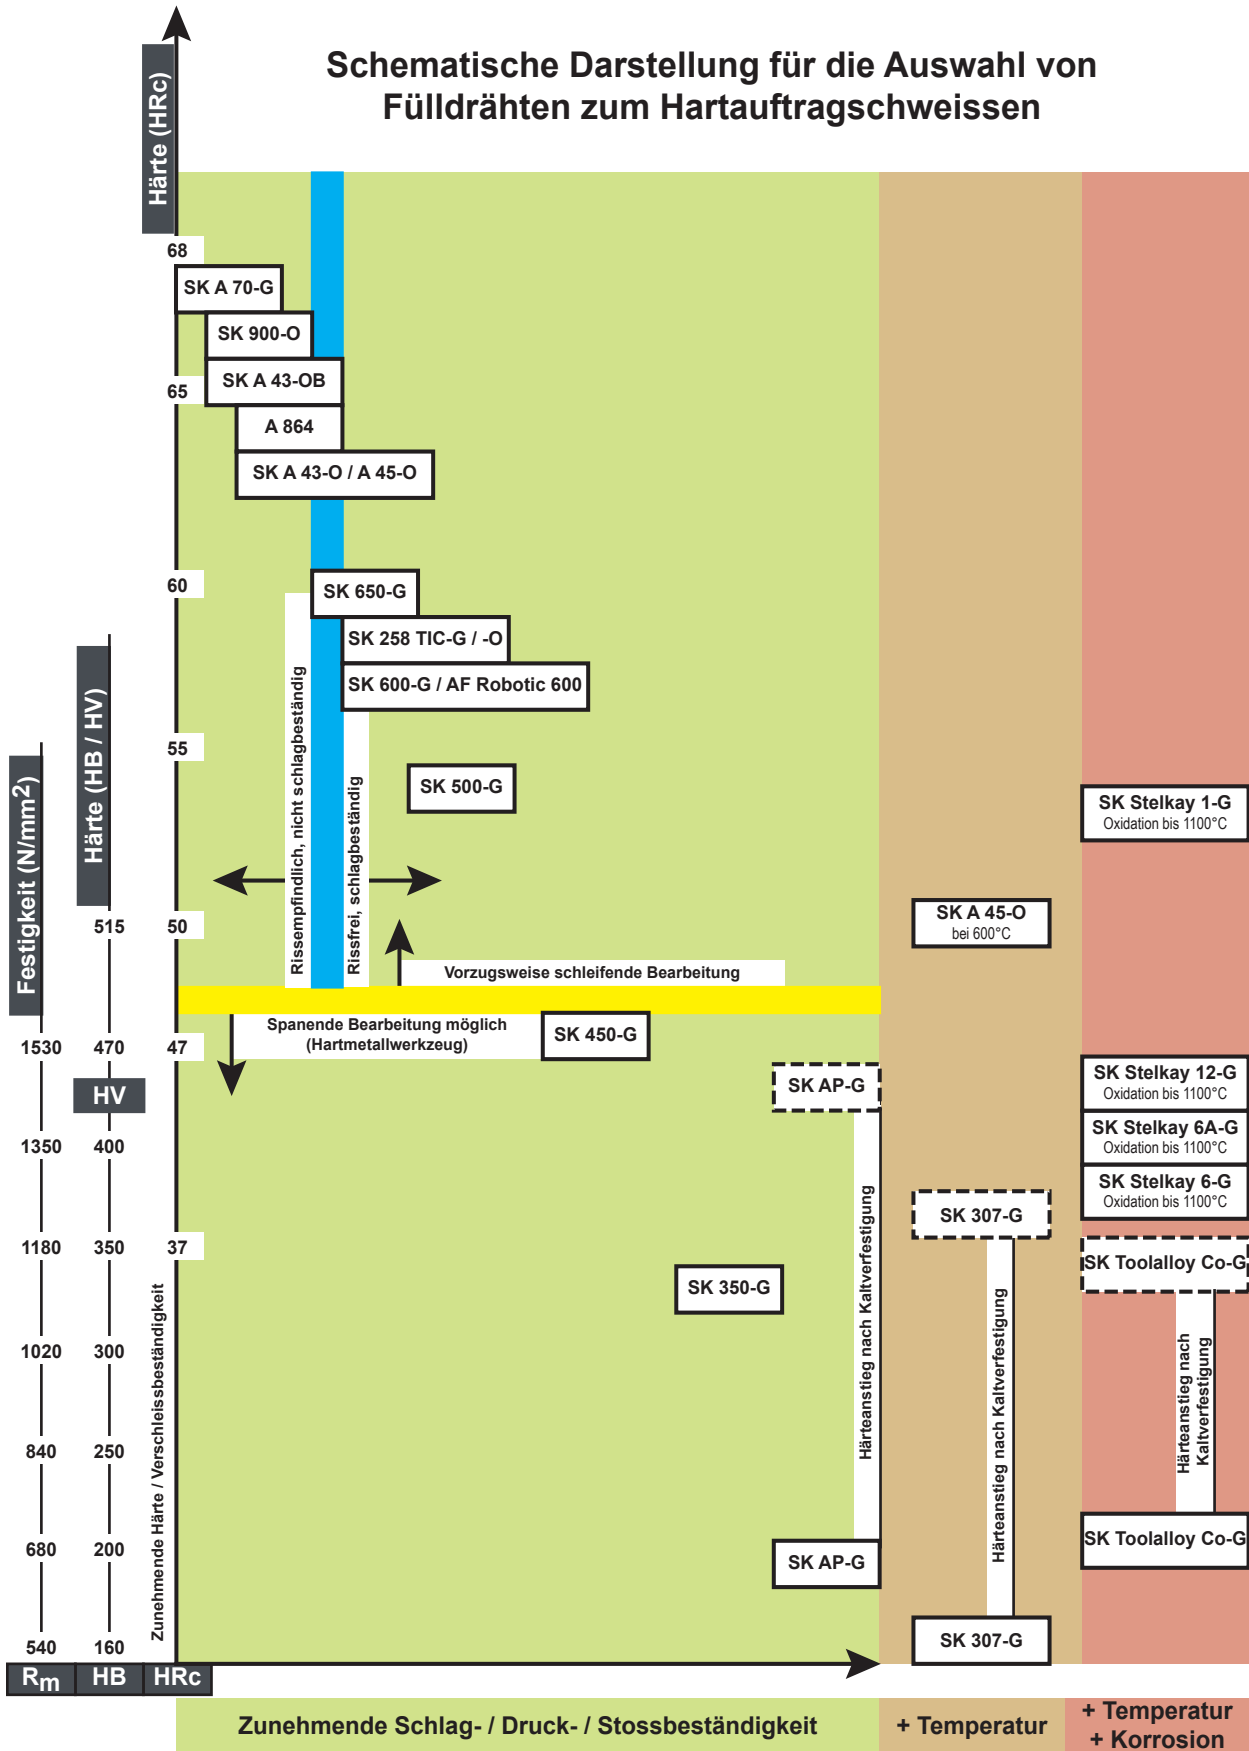 Schematische Darstellung für die Auswahl von
Fülldrähten zum Hartauftragschweissen
Härte (HRc)
68
SK A 70-G
SK 900-O
SK A 43-OB
65
A 864
SK A 43-O / A 45-O
60
SK 650-G
SK 258 TIC-G / -O
SK 600-G / AF Robotic 600
Rissempfindlich, nicht schlagbeständig
Rissfrei, schlagbeständig
Härte (HB / HV)
Festigkeit (N/mm2)
55
SK 500-G
SK Stelkay 1-G
Oxidation bis 1100°C
515
50
SK A 45-O
bei 600°C
Vorzugsweise schleifende Bearbeitung
Spanende Bearbeitung möglich
(Hartmetallwerkzeug)
SK 450-G
1530
470
47
HV
SK AP-G
SK Stelkay 12-G
Oxidation bis 1100°C
1350
400
SK Stelkay 6A-G
Oxidation bis 1100°C
SK Stelkay 6-G
Oxidation bis 1100°C
SK 307-G
1180
350
37
SK Toolalloy Co-G
SK 350-G
Zunehmende Härte / Verschleissbeständigkeit
Härteanstieg nach Kaltverfestigung
Härteanstieg nach Kaltverfestigung
Härteanstieg nach
Kaltverfestigung
1020
300
840
250
680
200
SK AP-G
SK Toolalloy Co-G
540
160
SK 307-G
Rm
HB
HRc
Zunehmende Schlag- / Druck- / Stossbeständigkeit
+ Temperatur
+ Temperatur
+ Korrosion